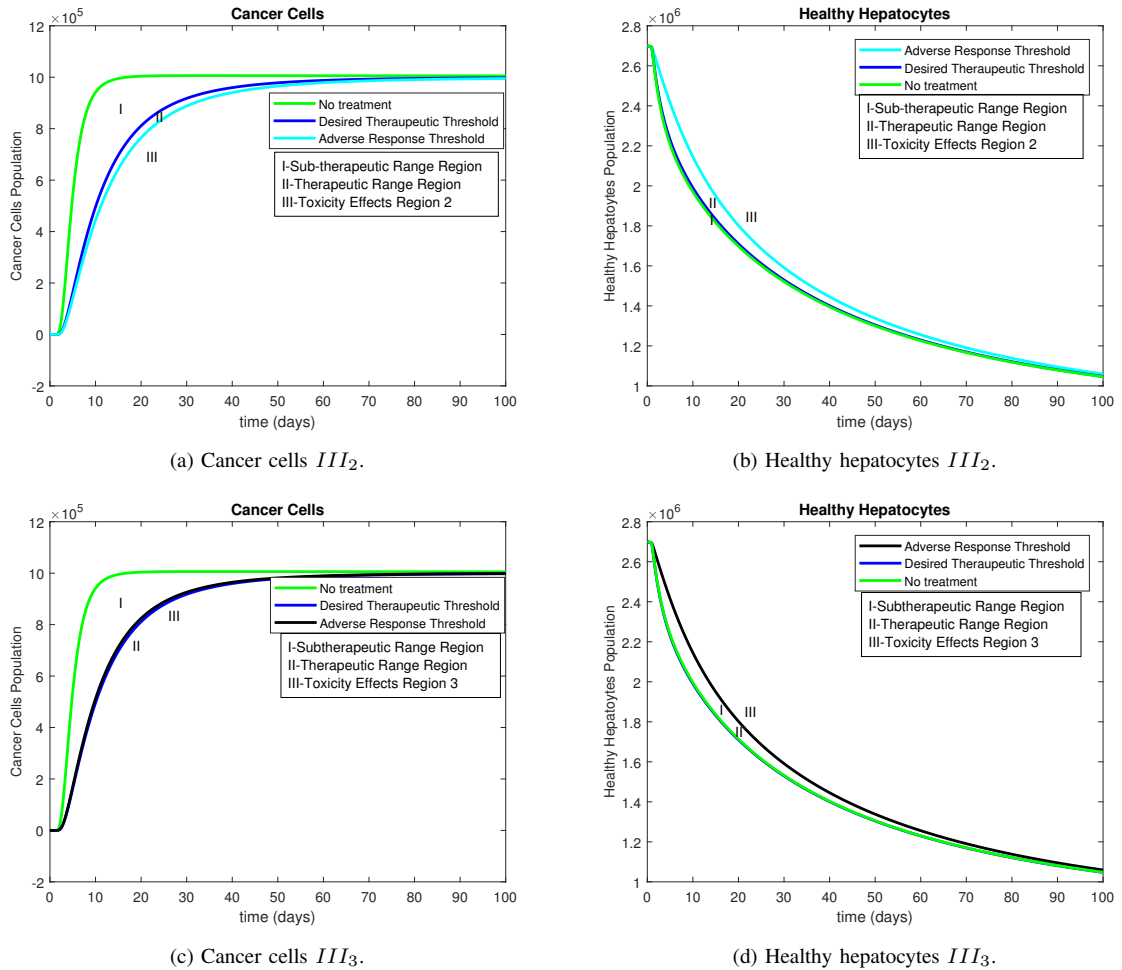 Cancer Cells
×10⁵
12
10
8
6
4
2
0
-2
Cancer Cells Population
0 10 20 30 40 50 60 70 80 90 100
time (days)
I
II
III
No treatment
Desired Theraupeutic Threshold
Adverse Response Threshold
I-Sub-therapeutic Range Region
II-Therapeutic Range Region
III-Toxicity Effects Region 2
(a) Cancer cells III₂.
Healthy Hepatocytes
×10⁶
2.8
2.6
2.4
2.2
2
1.8
1.6
1.4
1.2
1
Healthy Hepatoytes Population
0 10 20 30 40 50 60 70 80 90 100
time (days)
Adverse Response Threshold
Desired Theraupeutic Threshold
No treatment
I-Sub-therapeutic Range Region
II-Therapeutic Range Region
III-Toxicity Effects Region 2
II
III
I
(b) Healthy hepatocytes III₂.
Cancer Cells
×10⁵
12
10
8
6
4
2
0
-2
Cancer Cells Population
0 10 20 30 40 50 60 70 80 90 100
time (days)
I
III
II
No treatment
Desired Theraupeutic Threshold
Adverse Response Threshold
I-Subtherapeutic Range Region
II-Therapeutic Range Region
III-Toxicity Effects Region 3
(c) Cancer cells III₃.
Healthy Hepatocytes
×10⁶
2.8
2.6
2.4
2.2
2
1.8
1.6
1.4
1.2
1
Healthy Hepatoytes Population
0 10 20 30 40 50 60 70 80 90 100
time (days)
Adverse Response Threshold
Desired Theraupeutic Threshold
No treatment
I-Subtherapeutic Range Region
II-Therapeutic Range Region
III-Toxicity Effects Region 3
I
III
II
(d) Healthy hepatocytes III₃.